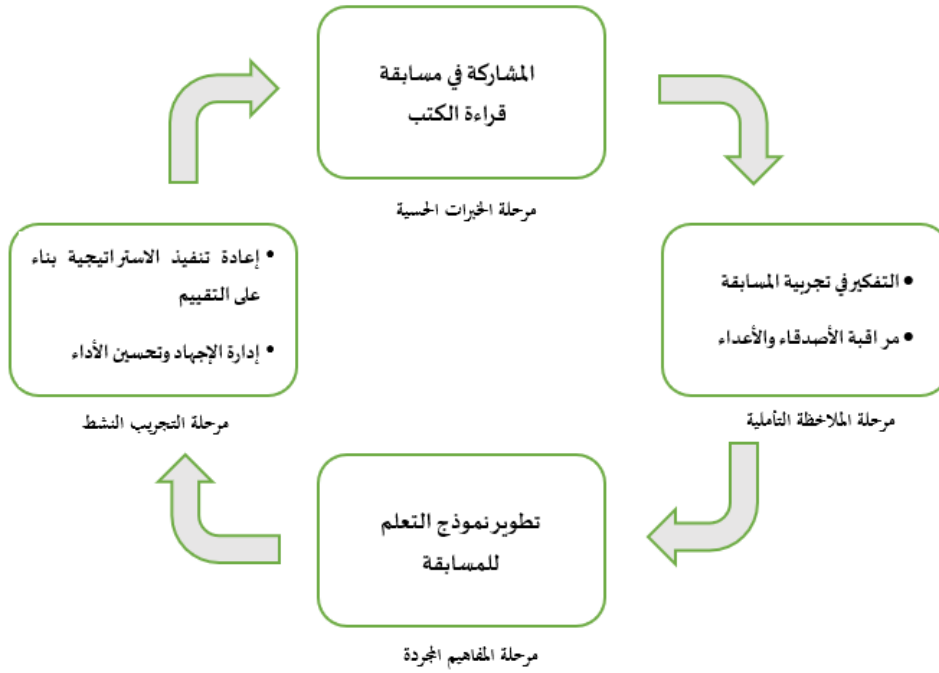 المشاركة في مسابقة
قراءة الكتب
مرحلة الخبرات الحسية
• التفكير في تجريبة المسابقة
• مراقبة الأصدقاء والأعداء
مرحلة الملاحظة التأملية
تطوير نموذج التعلم
للمسابقة
مرحلة المفاهيم المجردة
• إعادة تنفيذ الاستراتيجية بناء
على التقييم
• إدارة الإجهاد وتحسين الأداء
مرحلة التجريب النشط